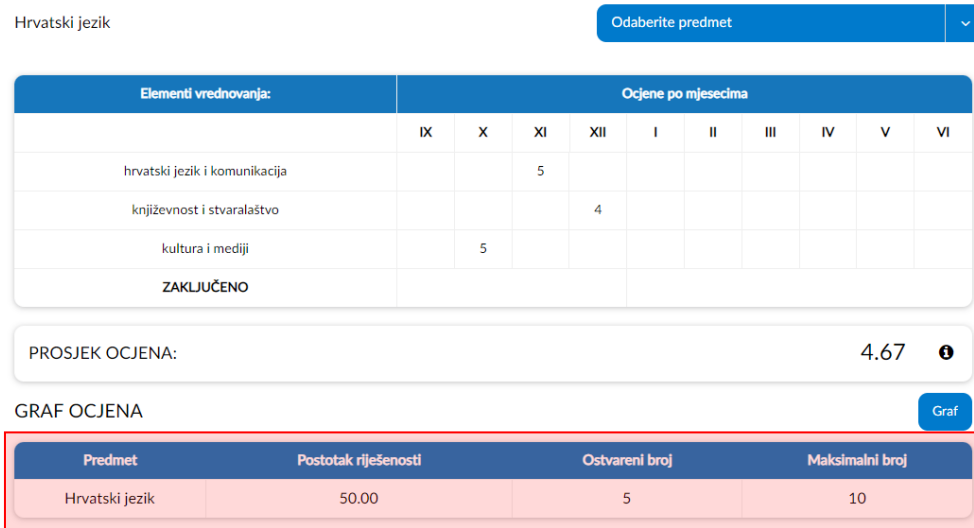 Hrvatski jezik Odaberite predmet
Elementi vrednovanja: Ocjene po mjesecima
IX X XI XII I II III IV V VI
hrvatski jezik i komunikacija 5
književnost i stvaralaštvo 4
kultura i mediji 5
ZAKLJUČENO
PROSJEK OCJENA: 4.67
GRAF OCJENA Graf
Predmet Postotak riješenosti Ostvareni broj Maksimalni broj
Hrvatski jezik 50.00 5 10